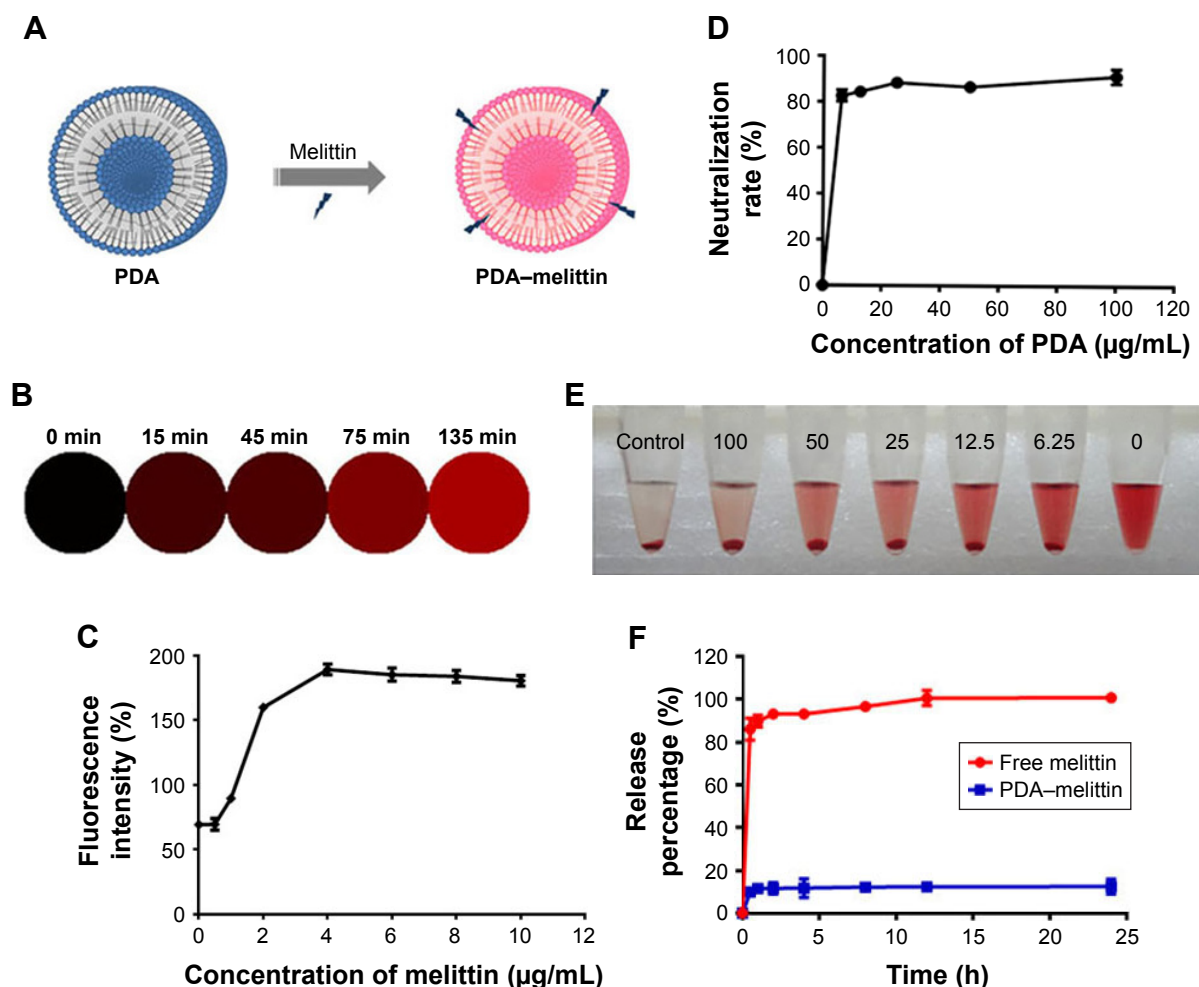 A
Melittin
PDA
PDA–melittin
B
0 min 15 min 45 min 75 min 135 min
C
Fluorescence
intensity (%)
200
150
100
50
0
0 2 4 6 8 10 12
Concentration of melittin (µg/mL)
D
Neutralization
rate (%)
100
80
60
40
20
0
0 20 40 60 80 100 120
Concentration of PDA (µg/mL)
E
Control 100 50 25 12.5 6.25 0
F
Release
percentage (%)
120
100
80
60
40
20
0
Free melittin
PDA–melittin
0 5 10 15 20 25
Time (h)